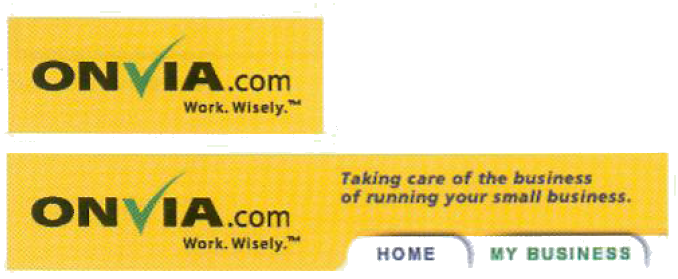 ONVIA.com
Work. Wisely.™
ONVIA.com
Work. Wisely.™
Taking care of the business
of running your small business.
HOME
MY BUSINESS